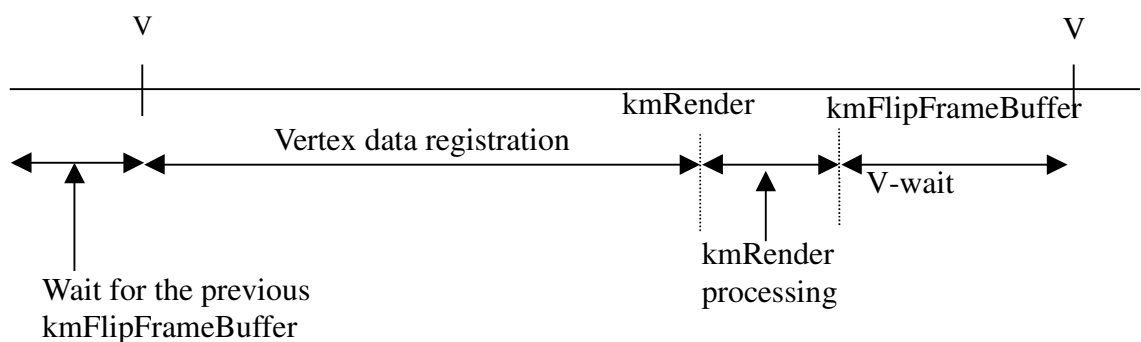 V
V
kmRender
kmFlipFrameBuffer
Vertex data registration
V-wait
kmRender
processing
Wait for the previous
kmFlipFrameBuffer